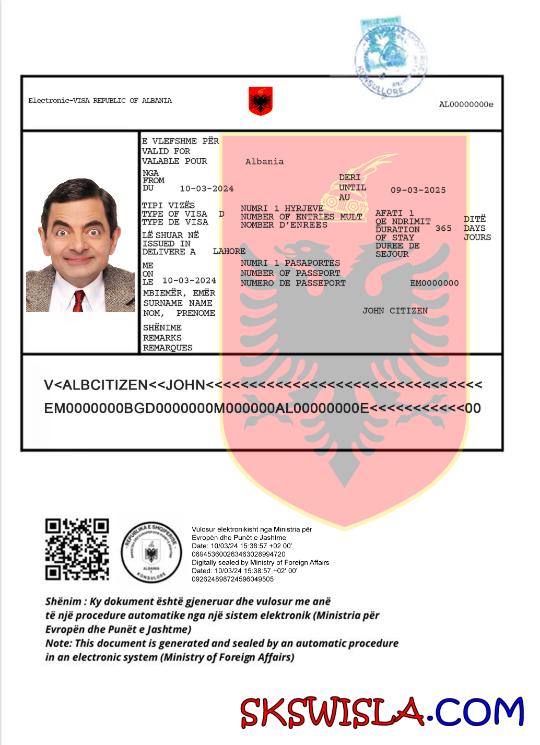 PULLË TAKSE
KONSULLORE
Electronic-VISA REPUBLIC OF ALBANIA
AL00000000e
E VLEFSHME PËR
VALID FOR
VALABLE POUR
Albania
NGA
FROM
DU
10-03-2024
DERI
UNTIL
AU
09-03-2025
TIPI VIZËS
TYPE OF VISA D
TYPE DE VISA
NUMRI I HYRJEVE
NUMBER OF ENTRIES MULT
NOMBRE D'ENREES
AFATI I
QE NDRIMIT
DURATION
OF STAY
DUREE DE
SEJOUR
365
DITË
DAYS
JOURS
LË SHUAR NË
ISSUED IN
DELIVERE A
LAHORE
ME
ON
LE 10-03-2024
NUMRI I PASAPORTES
NUMBER OF PASSPORT
NUMERO DE PASSEPORT
EM0000000
MBIEMËR, EMËR
SURNAME NAME
NOM, PRENOME
JOHN CITIZEN
SHËNIME
REMARKS
REMARQUES
V<ALBCITIZEN<<JOHN<<<<<<<<<<<<<<<<<<<<<<<<<<<<<<
EM0000000BGD0000000M000000AL00000000E<<<<<<<<<<<00
REPUBLIKA E SHQIPERISE
ALBANIA
KONSULORE
Vulosur elektronikisht nga Ministria për
Evropën dhe Punët e Jashtme
Date: 10/03/24 15:38:57 +02 00'
Digitally sealed by Ministry of Foreign Affairs
Dated: 10/03/24 15:38:57 +02' 00'
Shënim : Ky dokument është gjeneruar dhe vulosur me anë
të një procedure automatike nga një sistem elektronik (Ministria për
Evropën dhe Punët e Jashtme)
Note: This document is generated and sealed by an automatic procedure
in an electronic system (Ministry of Foreign Affairs)
SKSWISLA.COM